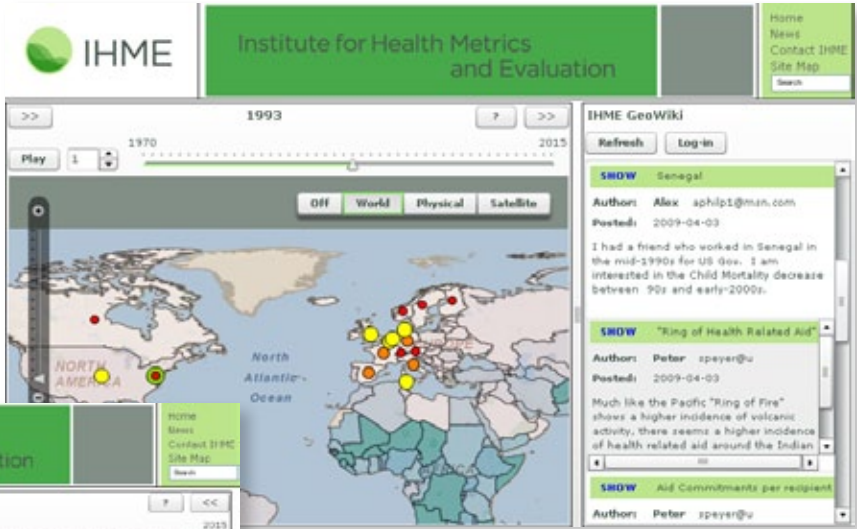 IHME
Institute for Health Metrics
and Evaluation
Home
News
Contact IHME
Site Map
Search
>>
1993
?
>>
1970
2015
Play
1
Off
World
Physical
Satellite
NORTH
AMERICA
North
Atlantic
Ocean
IHME GeoWiki
Refresh
Log-in
SHOW Senegal
Author: Alex aphilp1@msn.com
Posted: 2009-04-03
I had a friend who worked in Senegal in
the mid-1990s for US Gov. I am
interested in the Child Mortality decrease
between 90s and early-2000s.
SHOW "Ring of Health Related Aid"
Author: Peter speyer@u
Posted: 2009-04-03
Much like the Pacific "Ring of Fire"
shows a higher incidence of volcanic
activity, there seems a higher incidence
of health related aid around the Indian
SHOW Aid Commitments per recipient
Author: Peter speyer@u
tion
Home
News
Contact IHME
Site Map
Search
?
<<
2015